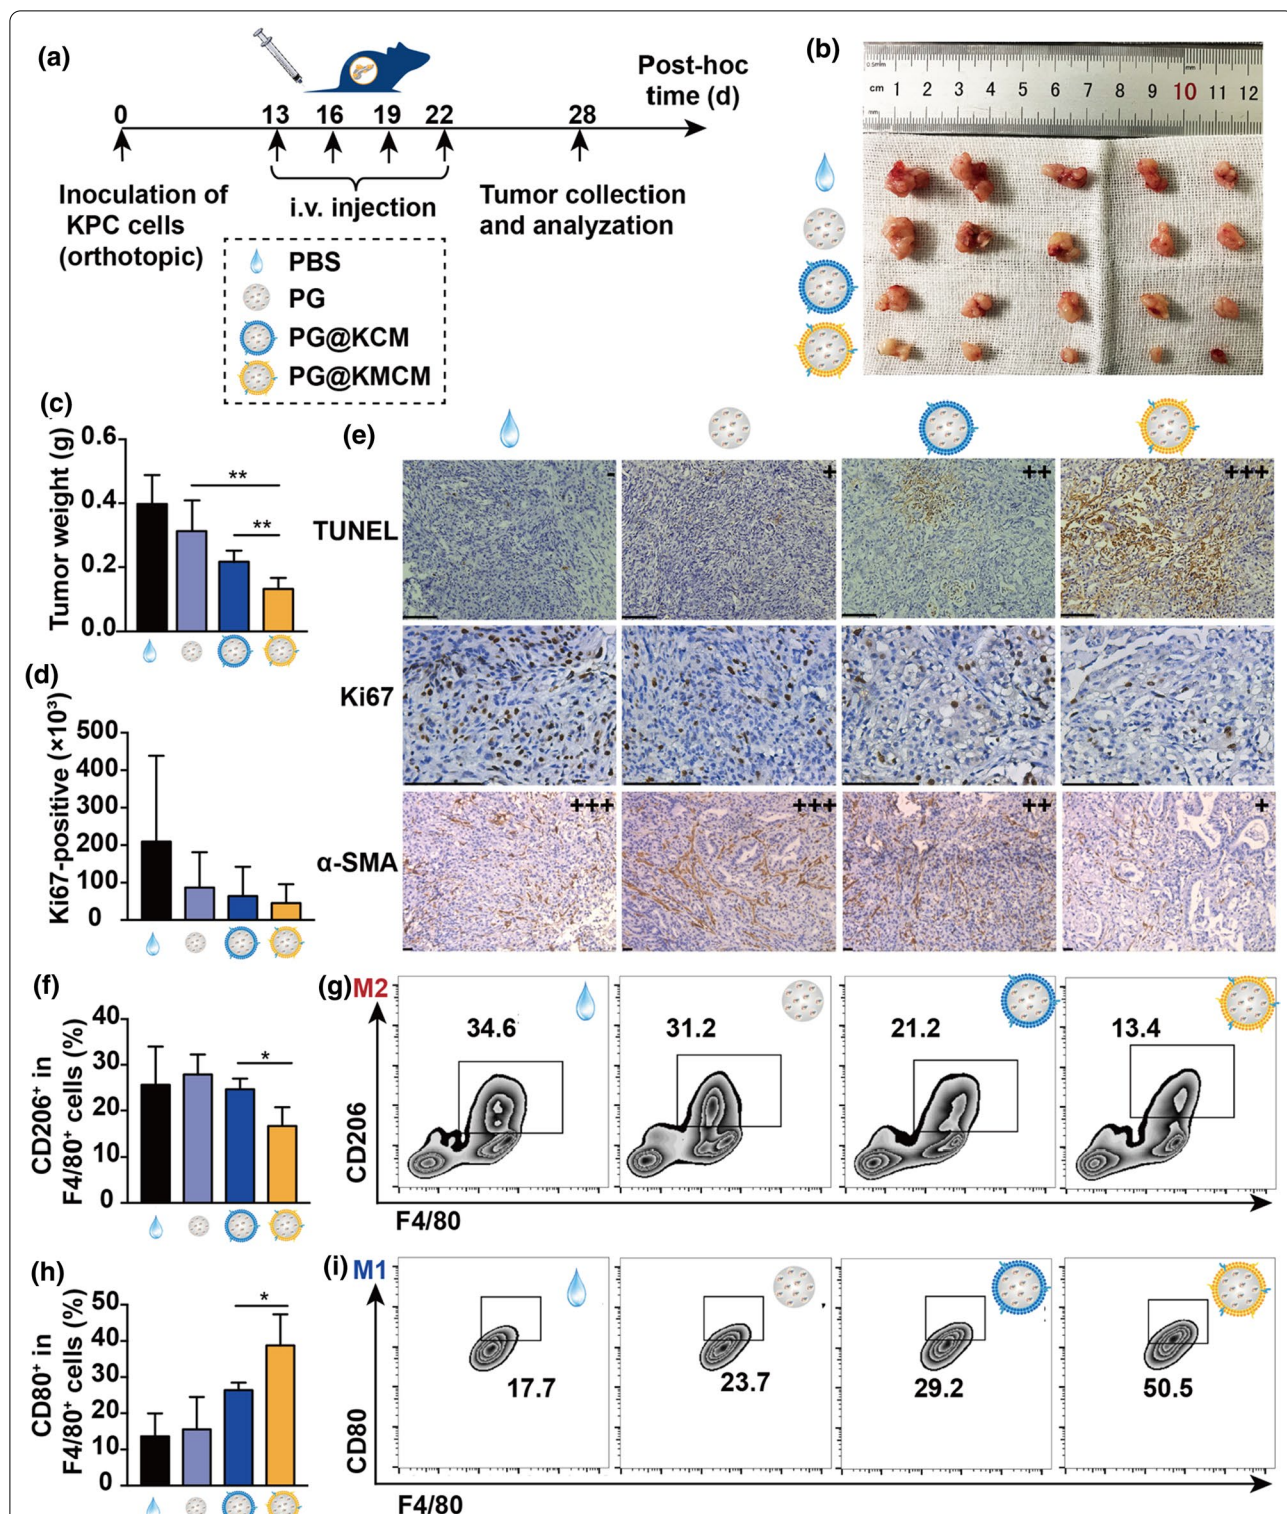 (a)
0
13
16
19
22
28
Post-hoc
time (d)
Inoculation of
KPC cells
(orthotopic)
i.v. injection
Tumor collection
and analyzation
PBS
PG
PG@KCM
PG@KMCM
(b)
0.5mm
mm
cm 1 2 3 4 5 6 7 8 9 10 11 12
mm
(c)
Tumor weight (g)
0.6
0.4
0.2
0.0
**
**
(d)
Ki67-positive (×10³)
500
400
300
200
100
0
(e)
TUNEL
-
+
++
+++
Ki67
α-SMA
+++
+++
++
+
(f)
CD206⁺ in
F4/80⁺ cells (%)
40
30
20
10
0
*
(g)
M2
CD206
34.6
31.2
21.2
13.4
F4/80
(h)
CD80⁺ in
F4/80⁺ cells (%)
50
40
30
20
10
0
*
(i)
M1
CD80
17.7
23.7
29.2
50.5
F4/80